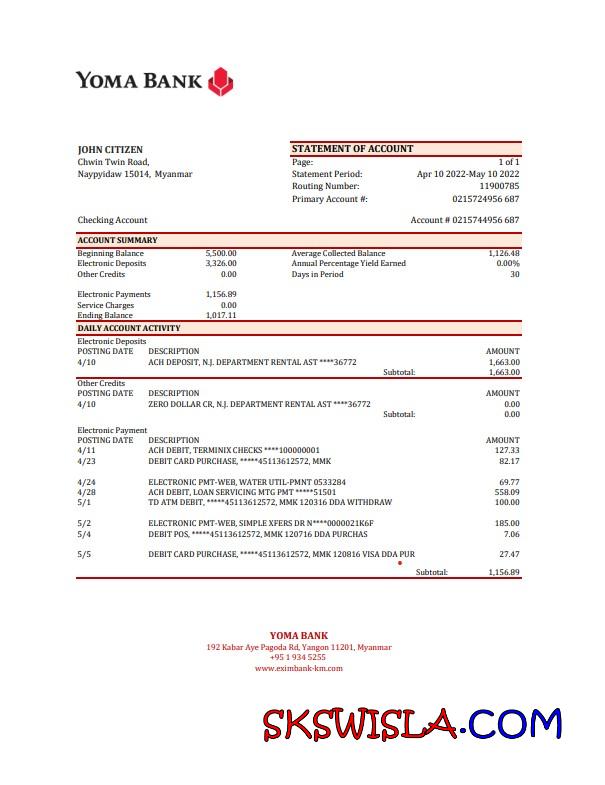 YOMA BANK
JOHN CITIZEN
Chwin Twin Road,
Naypyidaw 15014, Myanmar
STATEMENT OF ACCOUNT
Page: 1 of 1
Statement Period: Apr 10 2022-May 10 2022
Routing Number: 11900785
Primary Account #: 0215724956 687
Checking Account Account # 0215744956 687
ACCOUNT SUMMARY
Beginning Balance 5,500.00 Average Collected Balance 1,126.48
Electronic Deposits 3,326.00 Annual Percentage Yield Earned 0.00%
Other Credits 0.00 Days in Period 30
Electronic Payments 1,156.89
Service Charges 0.00
Ending Balance 1,017.11
DAILY ACCOUNT ACTIVITY
Electronic Deposits
POSTING DATE DESCRIPTION AMOUNT
4/10 ACH DEPOSIT, N.J. DEPARTMENT RENTAL AST ****36772 1,663.00
Subtotal: 1,663.00
Other Credits
POSTING DATE DESCRIPTION AMOUNT
4/10 ZERO DOLLAR CR, N.J. DEPARTMENT RENTAL AST ****36772 0.00
Subtotal: 0.00
Electronic Payment
POSTING DATE DESCRIPTION AMOUNT
4/11 ACH DEBIT, TERMINIX CHECKS ****100000001 127.33
4/23 DEBIT CARD PURCHASE, *****45113612572, MMK 82.17
4/24 ELECTRONIC PMT-WEB, WATER UTIL-PMNT 0533284 69.77
4/28 ACH DEBIT, LOAN SERVICING MTG PMT *****51501 558.09
5/1 TD ATM DEBIT, *****45113612572, MMK 120316 DDA WITHDRAW 100.00
5/2 ELECTRONIC PMT-WEB, SIMPLE XFERS DR N****0000021K6F 185.00
5/4 DEBIT POS, *****45113612572, MMK 120716 DDA PURCHAS 7.06
5/5 DEBIT CARD PURCHASE, *****45113612572, MMK 120816 VISA DDA PUR 27.47
Subtotal: 1,156.89
YOMA BANK
192 Kabar Aye Pagoda Rd, Yangon 11201, Myanmar
+95 1 934 5255
www.eximbank-km.com
SKSWISLA.COM